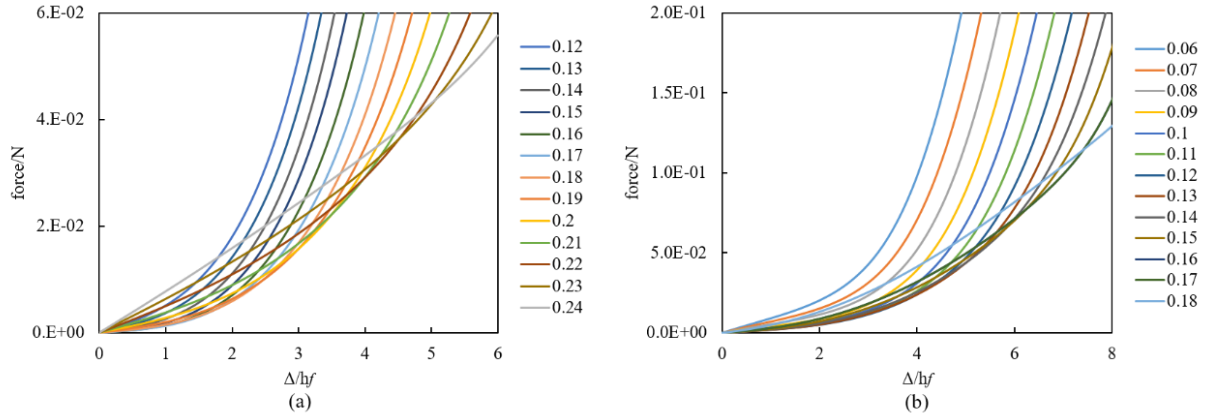 6.E-02
4.E-02
2.E-02
0.E+00
force/N
0 1 2 3 4 5 6
Δ/hf
(a)
0.12
0.13
0.14
0.15
0.16
0.17
0.18
0.19
0.2
0.21
0.22
0.23
0.24
2.0E-01
1.5E-01
1.0E-01
5.0E-02
0.0E+00
force/N
0 2 4 6 8
Δ/hf
(b)
0.06
0.07
0.08
0.09
0.1
0.11
0.12
0.13
0.14
0.15
0.16
0.17
0.18